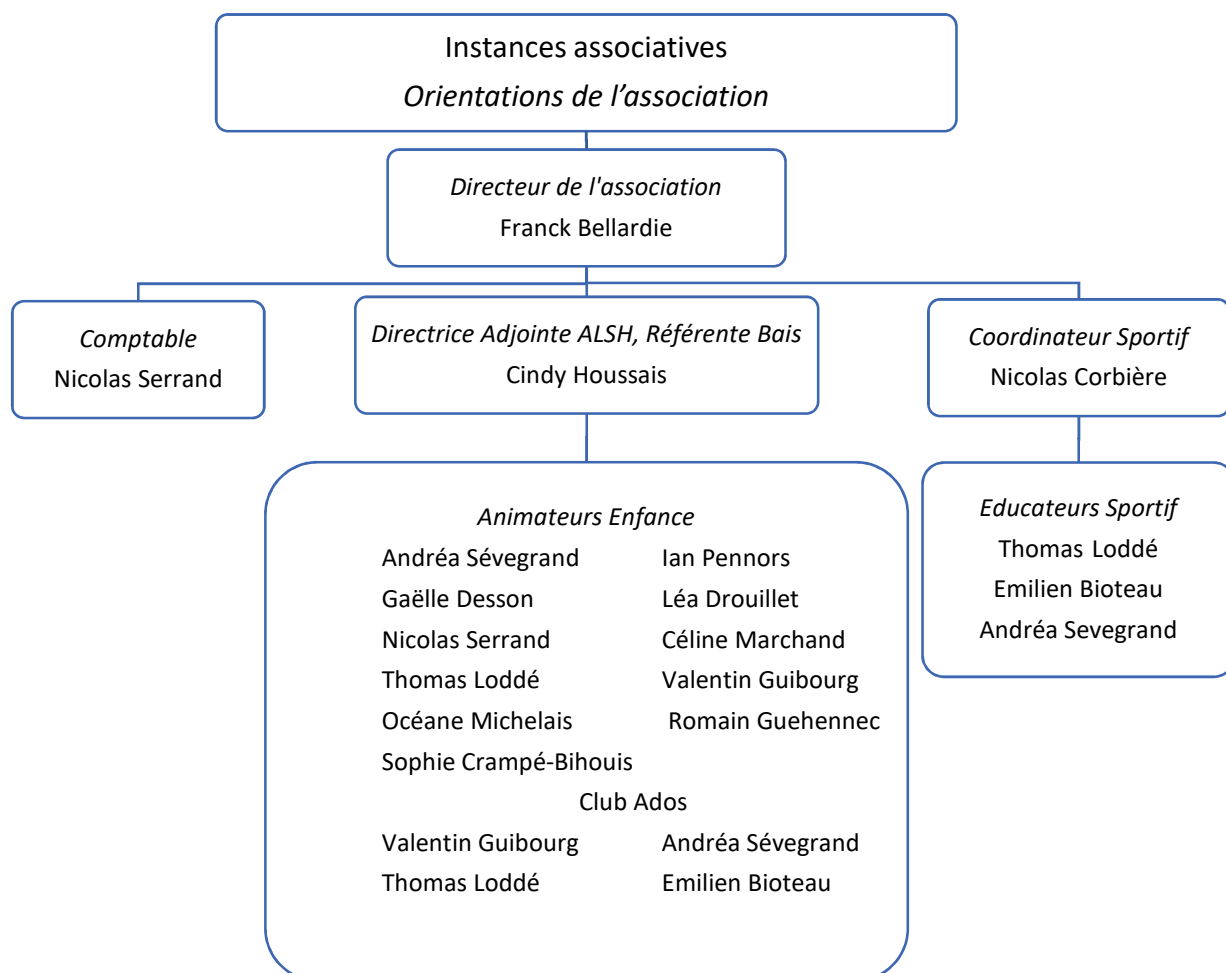 Instances associatives
Orientations de l’association
Directeur de l'association
Franck Bellardie
Comptable
Nicolas Serrand
Directrice Adjointe ALSH, Référente Bais
Cindy Houssais
Coordinateur Sportif
Nicolas Corbière
Animateurs Enfance
Andréa Sévegrand Ian Pennors
Gaëlle Desson Léa Drouillet
Nicolas Serrand Céline Marchand
Thomas Loddé Valentin Guibourg
Océane Michelais Romain Guehennec
Sophie Crampé-Bihouis
Club Ados
Valentin Guibourg Andréa Sévegrand
Thomas Loddé Emilien Bioteau
Educateurs Sportif
Thomas Loddé
Emilien Bioteau
Andréa Sevegrand